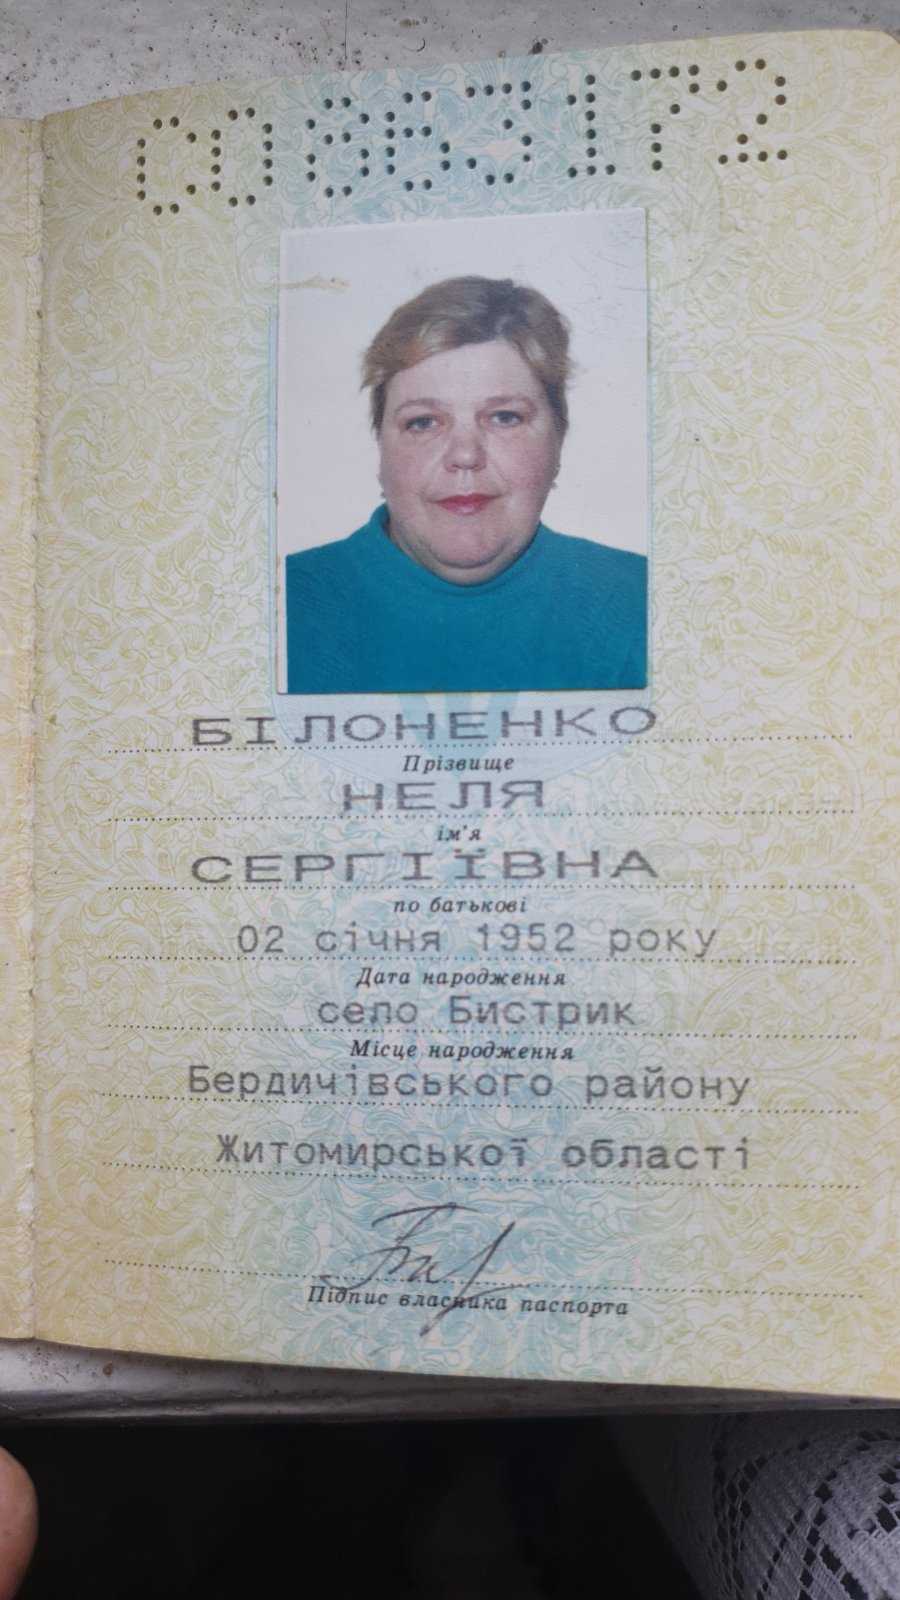 БІЛОНЕНКО
Прізвище
НЕЛЯ
ім'я
СЕРГІЇВНА
по батькові
02 січня 1952 року
Дата народження
село Бистрик
Місце народження
Бердичівського району
Житомирської області
Підпис власника паспорта